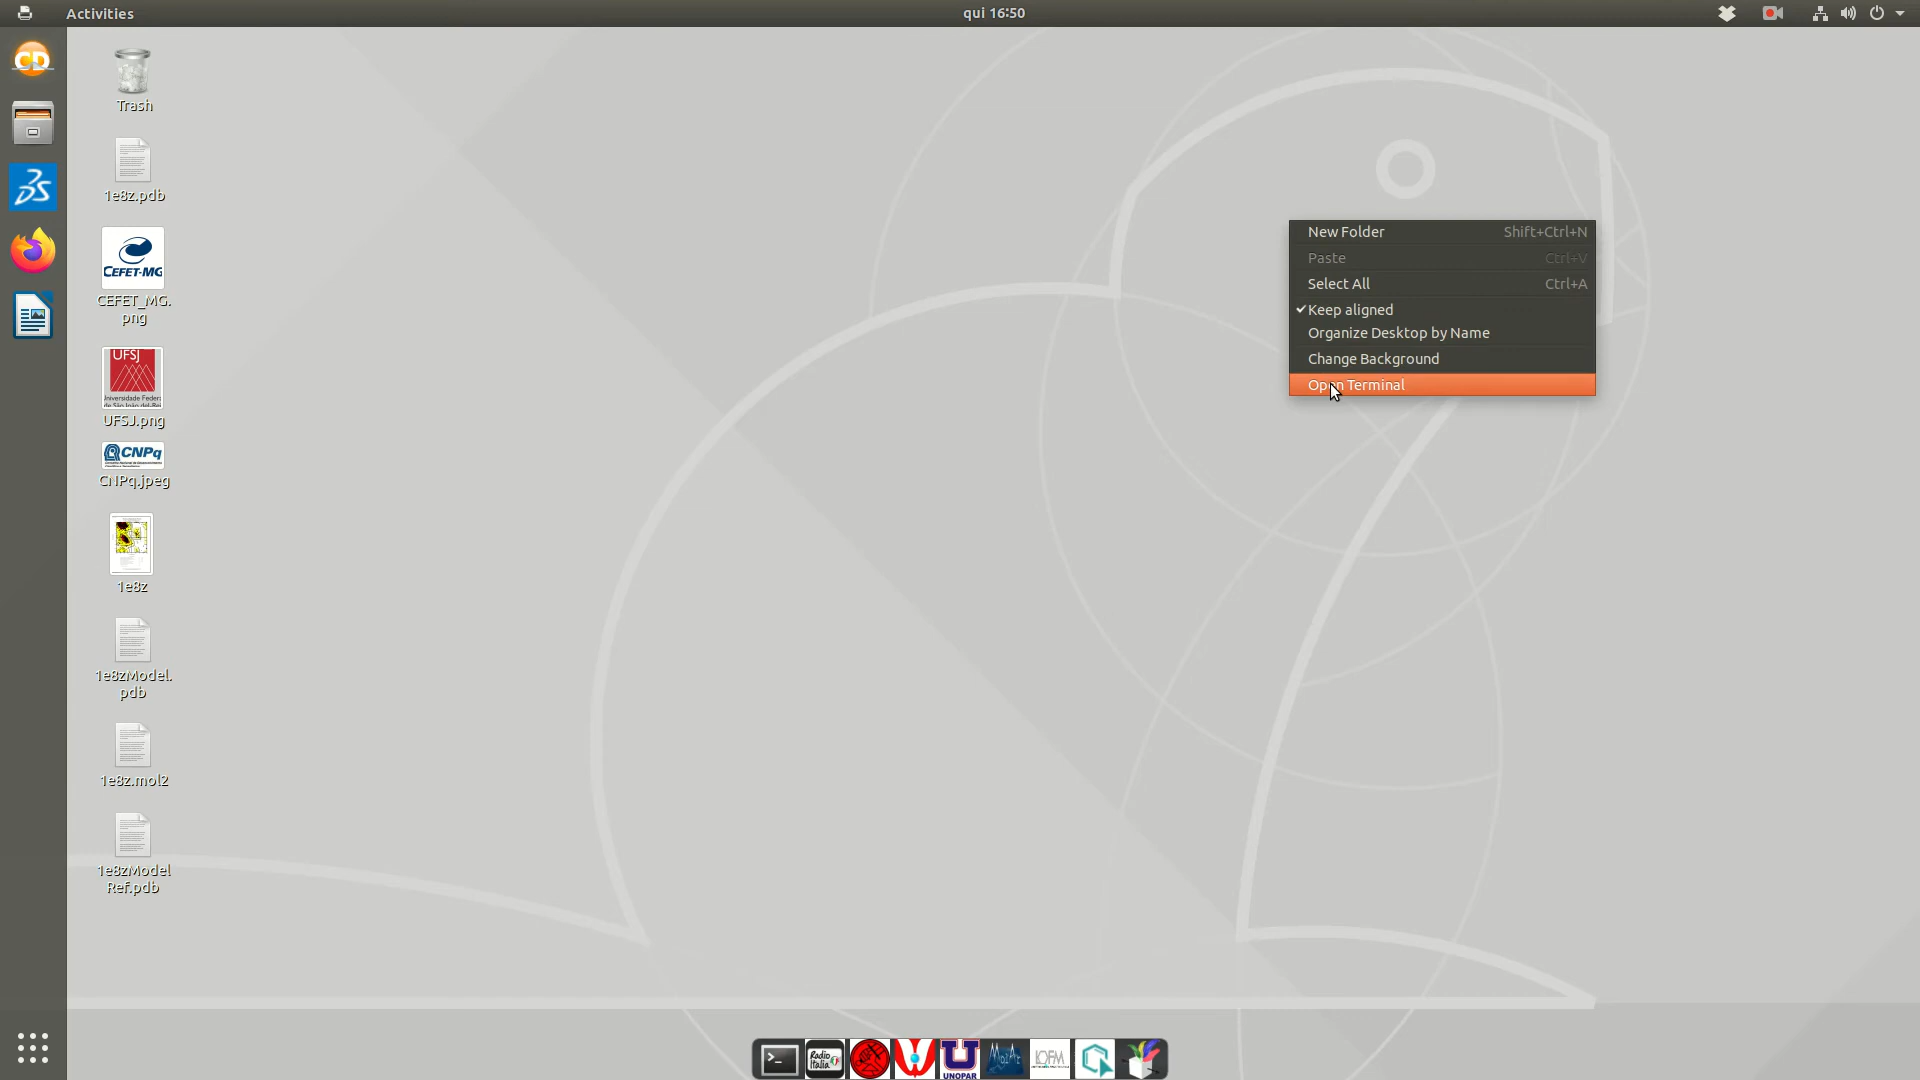 Activities
qui 16:50
CD
Trash
1e8z.pdb
CEFET-MG
CEFET_MG.
png
UFSJ
Universidade Federal
de São João del-Rei
UFSJ.png
CNPq
CNPq.jpeg
1e8z
1e8zModel.
pdb
1e8z.mol2
1e8zModel
Ref.pdb
New Folder Shift+Ctrl+N
Paste Ctrl+V
Select All Ctrl+A
Keep aligned
Organize Desktop by Name
Change Background
Open Terminal
Radio
Italia
U
UNOPAR
MolAr